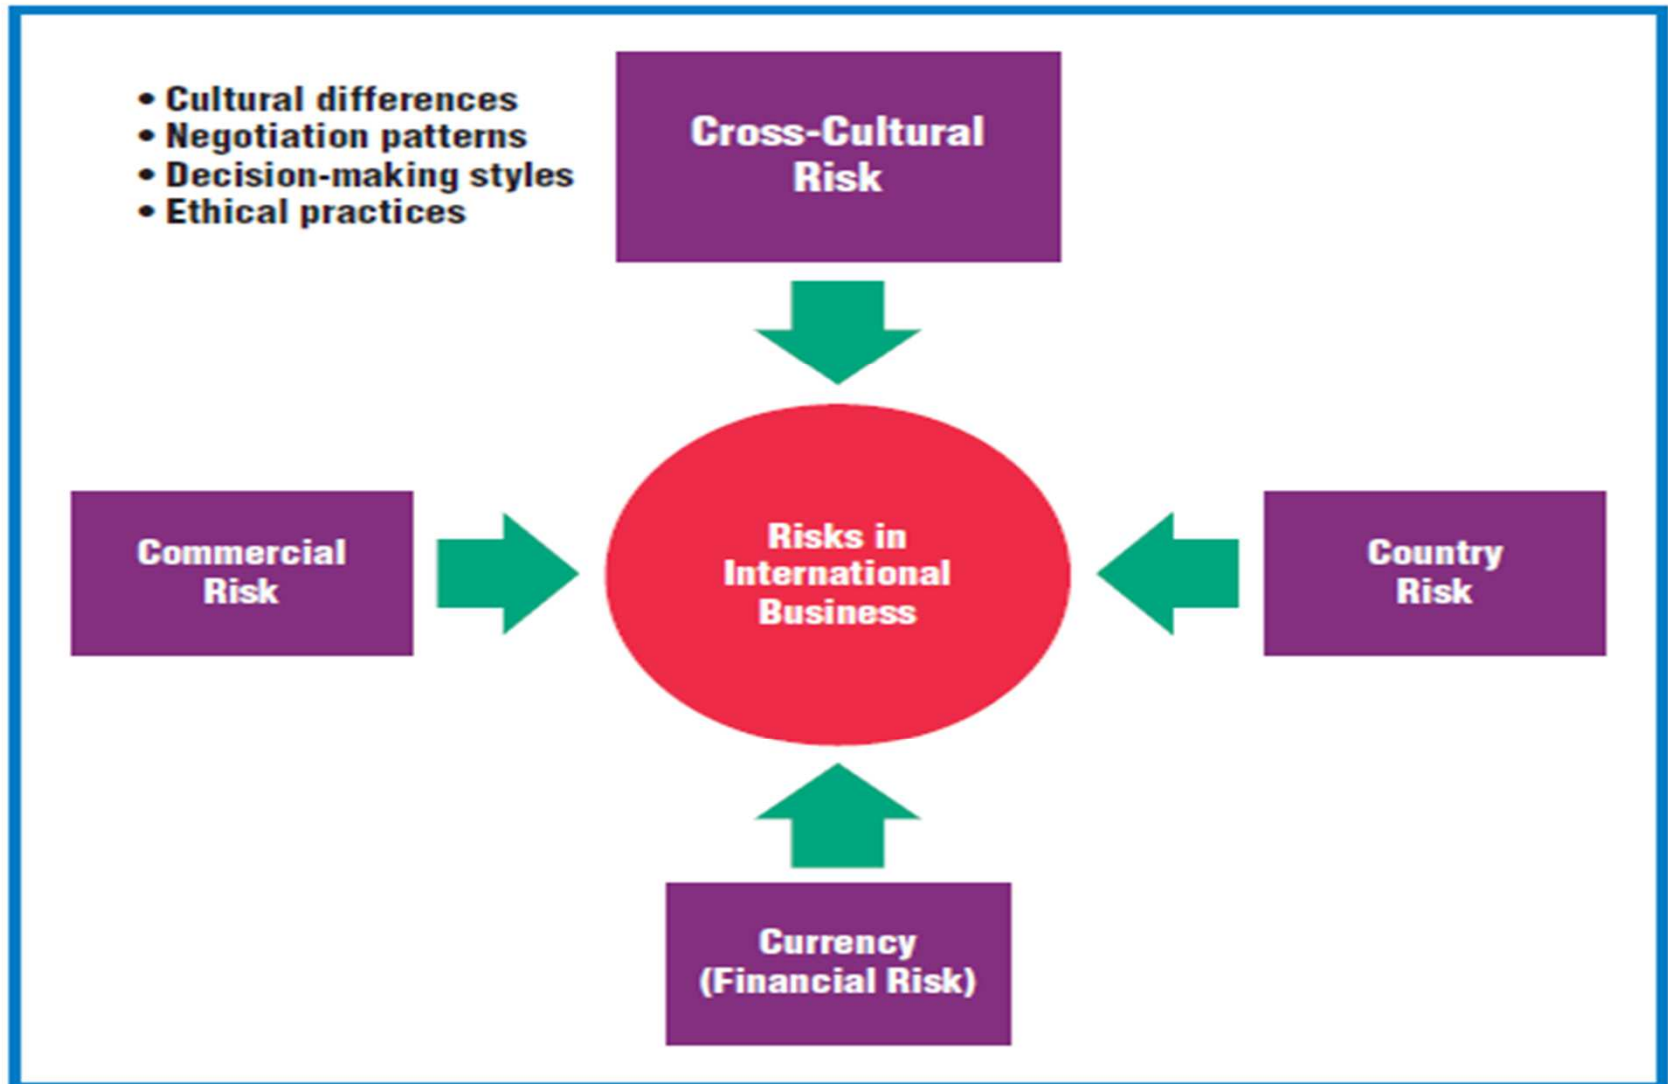 • Cultural differences
• Negotiation patterns
• Decision-making styles
• Ethical practices
Cross-Cultural
Risk
Commercial
Risk
Risks in
International
Business
Country
Risk
Currency
(Financial Risk)